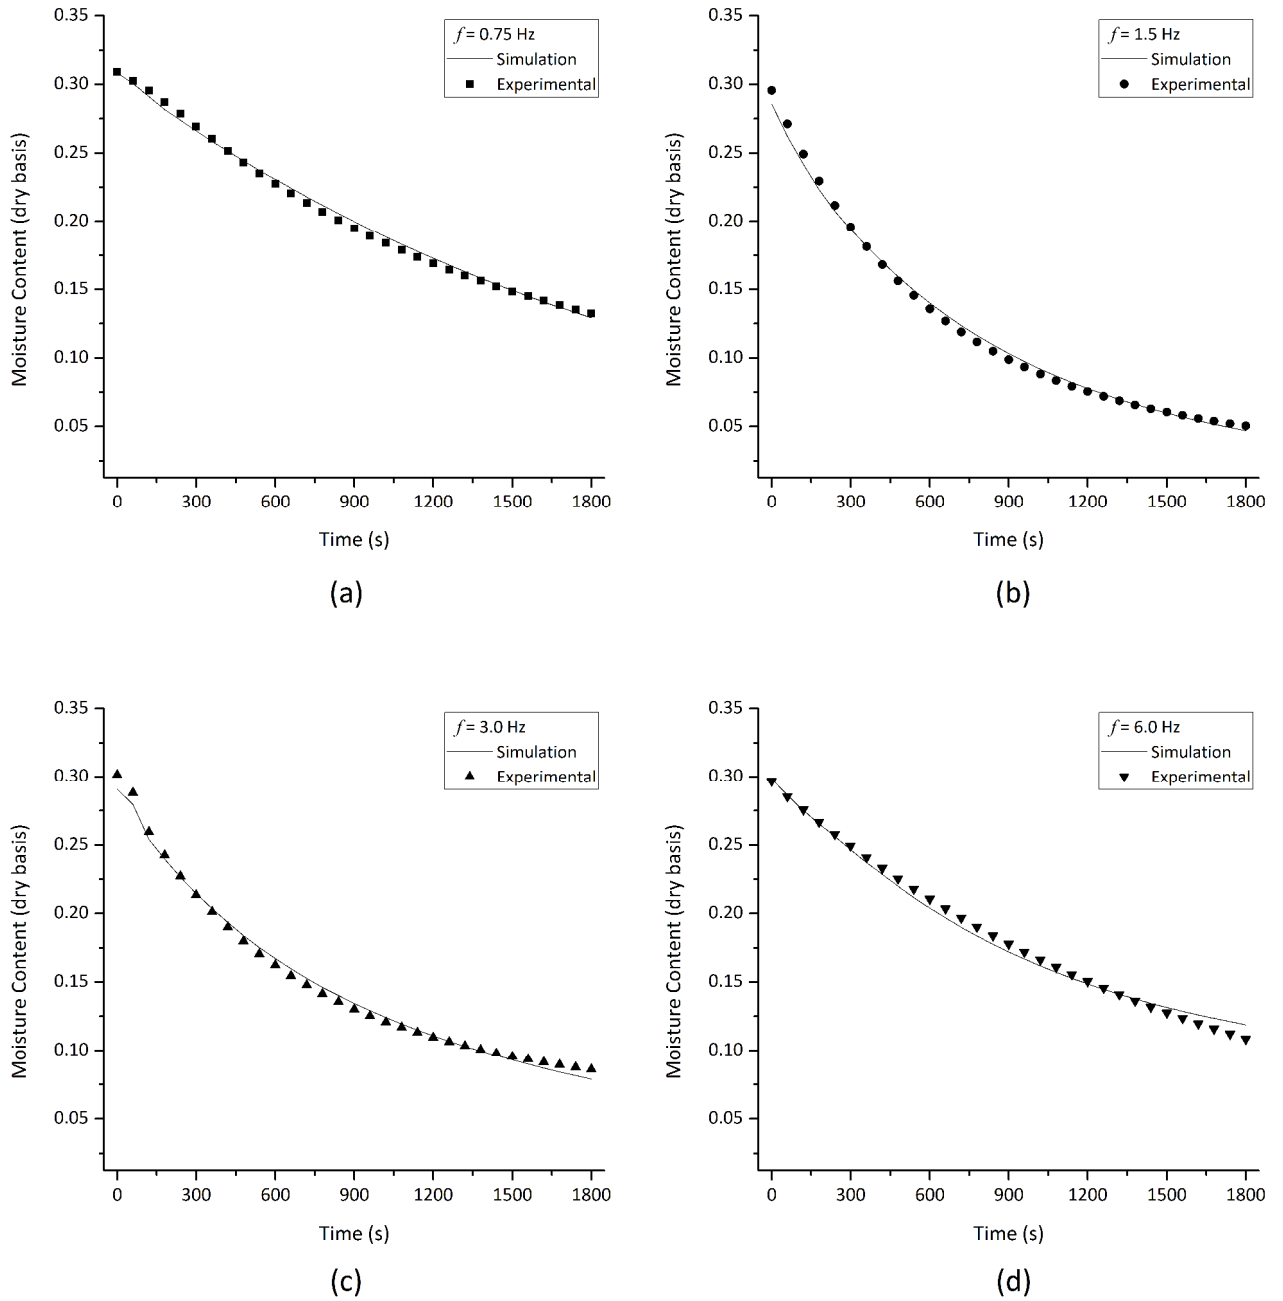 f = 0.75 Hz
Simulation
Experimental
0.35
0.30
0.25
0.20
0.15
0.10
0.05
Moisture Content (dry basis)
0 300 600 900 1200 1500 1800
Time (s)
(a)
f = 1.5 Hz
Simulation
Experimental
0.35
0.30
0.25
0.20
0.15
0.10
0.05
Moisture Content (dry basis)
0 300 600 900 1200 1500 1800
Time (s)
(b)
f = 3.0 Hz
Simulation
Experimental
0.35
0.30
0.25
0.20
0.15
0.10
0.05
Moisture Content (dry basis)
0 300 600 900 1200 1500 1800
Time (s)
(c)
f = 6.0 Hz
Simulation
Experimental
0.35
0.30
0.25
0.20
0.15
0.10
0.05
Moisture Content (dry basis)
0 300 600 900 1200 1500 1800
Time (s)
(d)